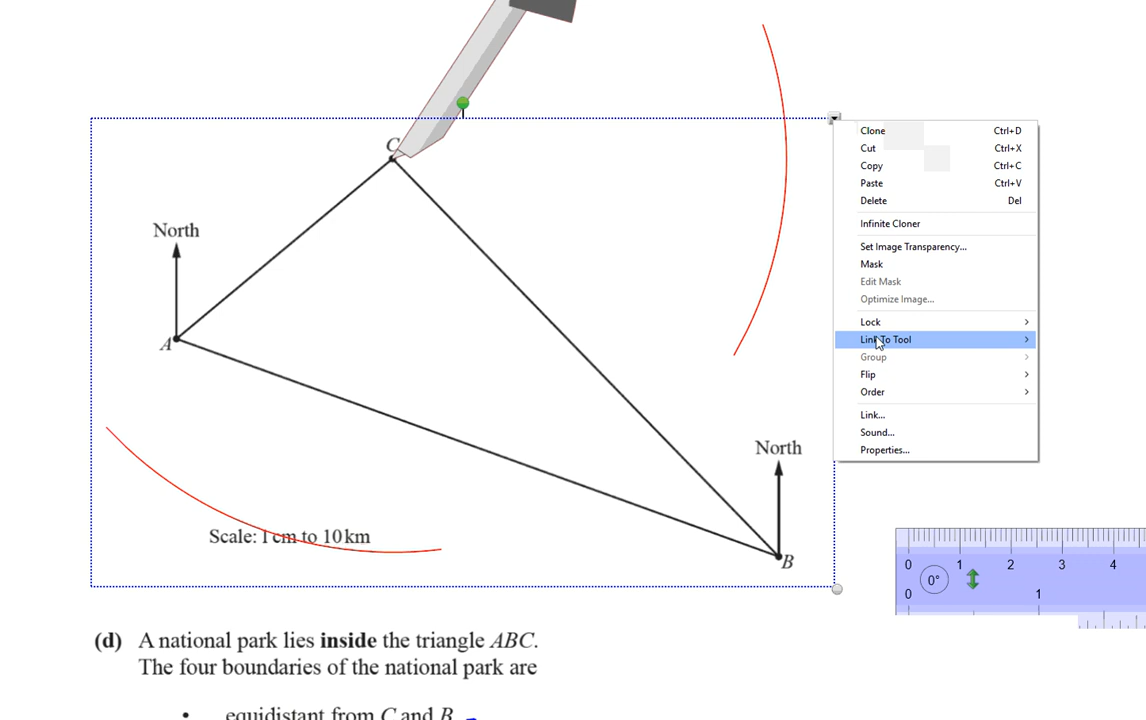 C
Clone Ctrl+D
Cut Ctrl+X
Copy Ctrl+C
Paste Ctrl+V
Delete Del
Infinite Cloner
Set Image Transparency...
Mask
Edit Mask
Optimize Image...
Lock
Link To Tool
Group
Flip
Order
Link...
Sound...
Properties...
North
A
North
B
Scale: 1 cm to 10 km
0 1 2 3 4
0°
0 1
(d) A national park lies inside the triangle ABC.
The four boundaries of the national park are
• equidistant from C and B